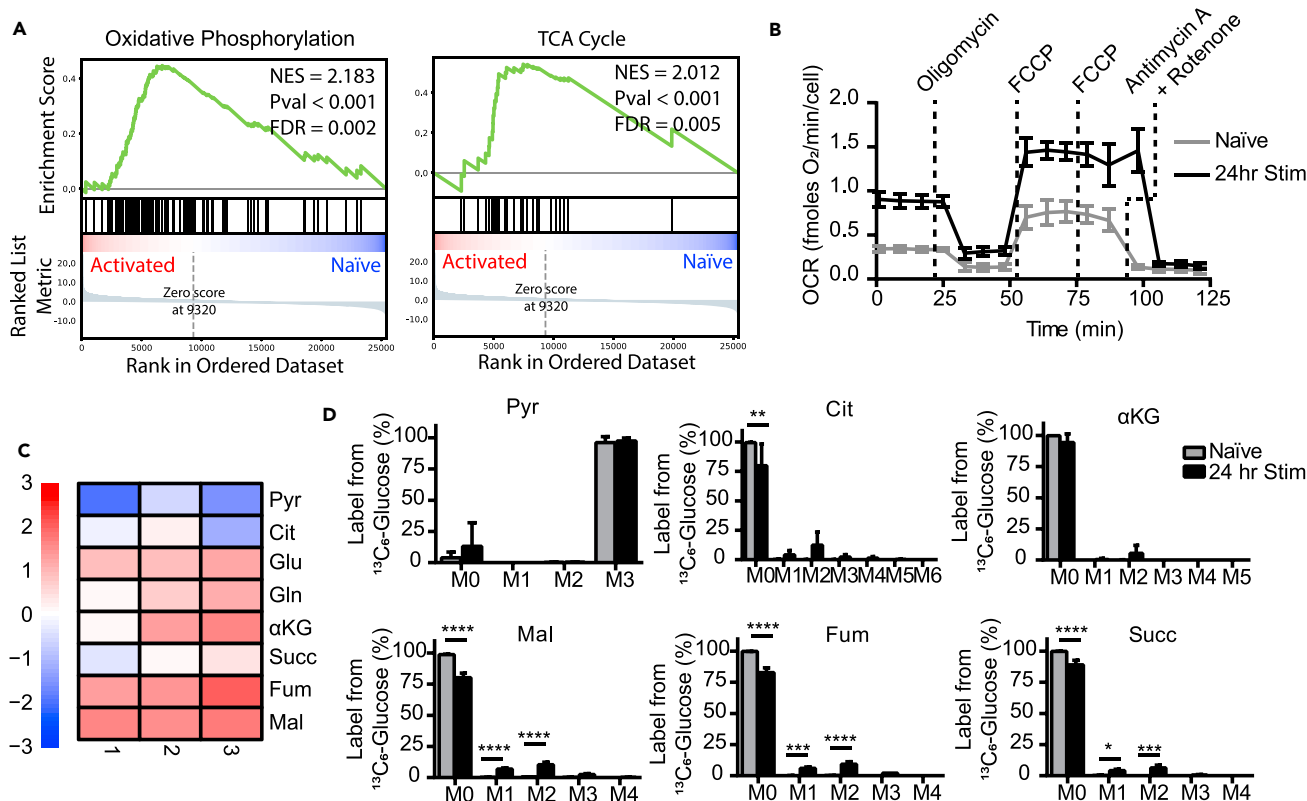 A
Oxidative Phosphorylation
NES = 2.183
Pval < 0.001
FDR = 0.002
Enrichment Score
0.4
0.2
0.0
Activated
Naïve
Ranked List
Metric
20.0
10.0
0.0
-10.0
Zero score
at 9320
0
5000
10000
15000
20000
25000
Rank in Ordered Dataset
TCA Cycle
NES = 2.012
Pval < 0.001
FDR = 0.005
0.4
0.2
0.0
Activated
Naïve
20.0
10.0
0.0
-10.0
Zero score
at 9320
0
5000
10000
15000
20000
25000
Rank in Ordered Dataset
B
Oligomycin
FCCP
FCCP
Antimycin A
+ Rotenone
OCR (fmoles O₂/min/cell)
2.0
1.5
1.0
0.5
0.0
0
25
50
75
100
125
Time (min)
Naïve
24hr Stim
C
3
2
1
0
−1
−2
−3
Pyr
Cit
Glu
Gln
αKG
Succ
Fum
Mal
1
2
3
D
Pyr
Label from
¹³C₆-Glucose (%)
100
75
50
25
0
M0 M1 M2 M3
Cit
**
Label from
¹³C₆-Glucose (%)
100
75
50
25
0
M0 M1 M2 M3 M4 M5 M6
αKG
Label from
¹³C₆-Glucose (%)
100
75
50
25
0
M0 M1 M2 M3 M4 M5
Naïve
24 hr Stim
Mal
****
****
****
Label from
¹³C₆-Glucose (%)
100
75
50
25
0
M0 M1 M2 M3 M4
Fum
****
***
****
Label from
¹³C₆-Glucose (%)
100
75
50
25
0
M0 M1 M2 M3 M4
Succ
****
*
***
Label from
¹³C₆-Glucose (%)
100
75
50
25
0
M0 M1 M2 M3 M4